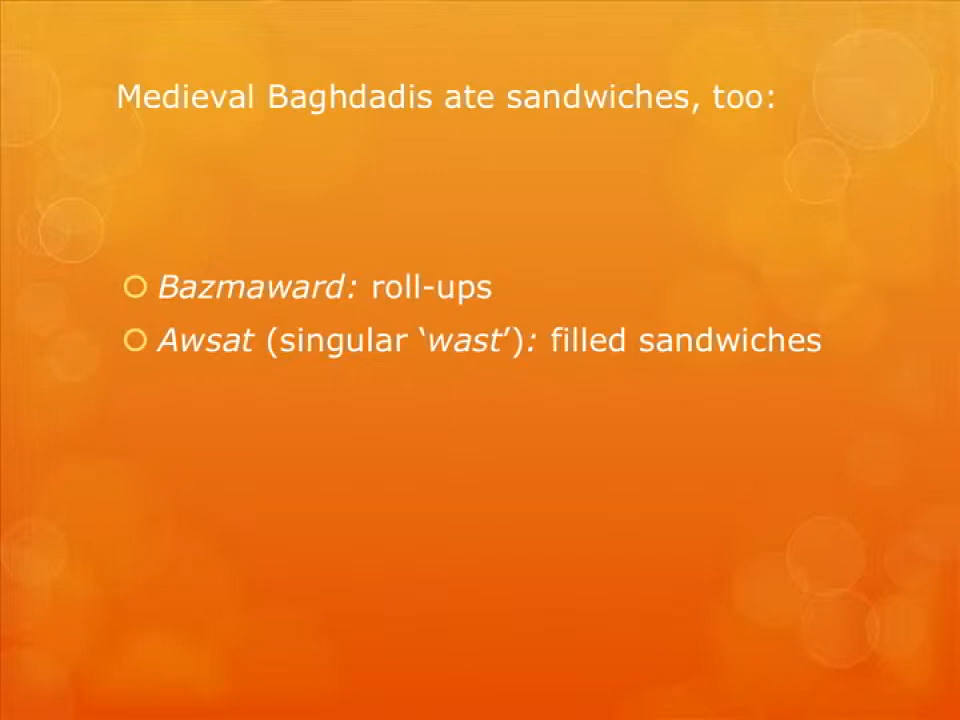 Medieval Baghdadis ate sandwiches, too:
Bazmaward: roll-ups
Awsat (singular ‘wast’): filled sandwiches